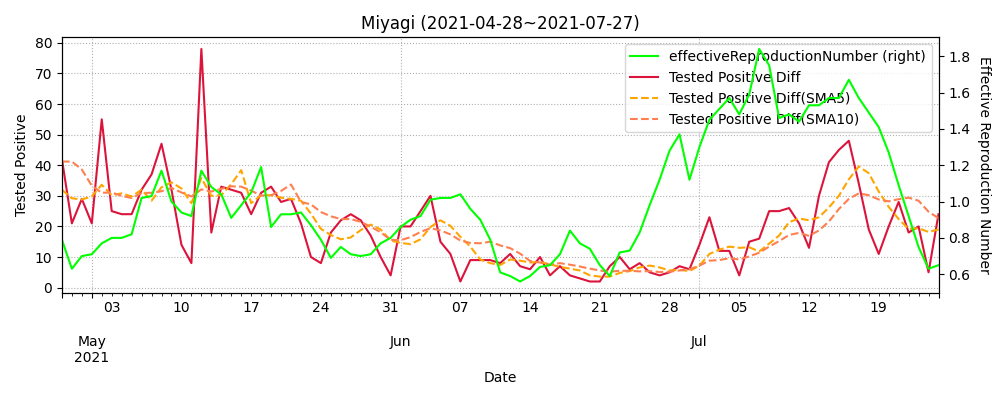 Miyagi (2021-04-28~2021-07-27)
effectiveReproductionNumber (right)
Tested Positive Diff
Tested Positive Diff(SMA5)
Tested Positive Diff(SMA10)
Tested Positive
80
70
60
50
40
30
20
10
0
1.8
1.6
1.4
1.2
1.0
0.8
0.6
Effective Reproduction Number
03 10 17 24 31 07 14 21 28 05 12 19
May Jun Jul
2021
Date